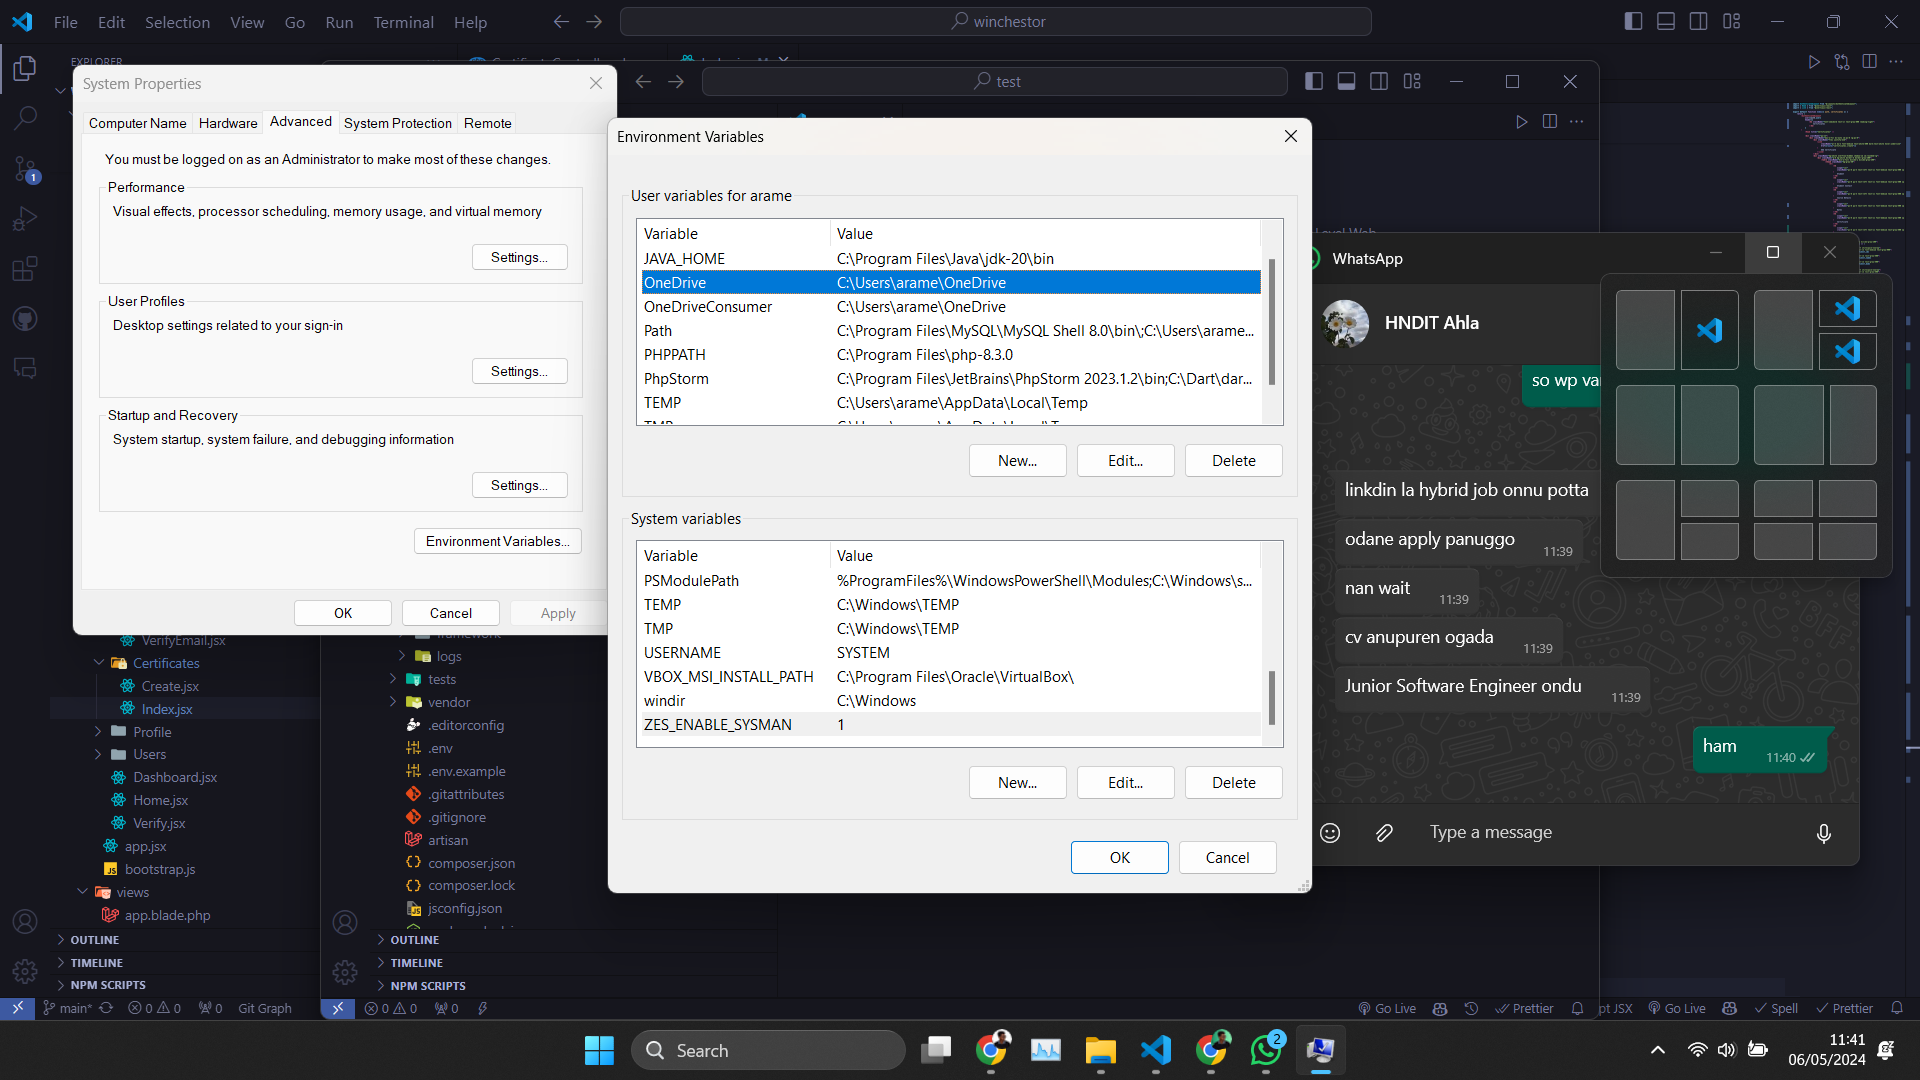 File Edit Selection View Go Run Terminal Help
winchestor
EXPLORER
System Properties
Computer Name Hardware Advanced System Protection Remote
You must be logged on as an Administrator to make most of these changes.
Performance
Visual effects, processor scheduling, memory usage, and virtual memory
Settings...
User Profiles
Desktop settings related to your sign-in
Settings...
Startup and Recovery
System startup, system failure, and debugging information
Settings...
Environment Variables...
OK Cancel Apply
VerifyEmail.jsx
Certificates
Create.jsx
Index.jsx
Profile
Users
Dashboard.jsx
Home.jsx
Verify.jsx
app.jsx
bootstrap.js
views
app.blade.php
OUTLINE
TIMELINE
NPM SCRIPTS
main* 0 0 0 Git Graph
test
framework
logs
tests
vendor
.editorconfig
.env
.env.example
.gitattributes
.gitignore
artisan
composer.json
composer.lock
jsconfig.json
OUTLINE
TIMELINE
NPM SCRIPTS
0 0 0
Go Live Prettier
Environment Variables
User variables for arame
Variable Value
JAVA_HOME C:\Program Files\Java\jdk-20\bin
OneDrive C:\Users\arame\OneDrive
OneDriveConsumer C:\Users\arame\OneDrive
Path C:\Program Files\MySQL\MySQL Shell 8.0\bin\;C:\Users\arame...
PHPPATH C:\Program Files\php-8.3.0
PhpStorm C:\Program Files\JetBrains\PhpStorm 2023.1.2\bin;C:\Dart\dar...
TEMP C:\Users\arame\AppData\Local\Temp
New... Edit... Delete
System variables
Variable Value
PSModulePath %ProgramFiles%\WindowsPowerShell\Modules;C:\Windows\s...
TEMP C:\Windows\TEMP
TMP C:\Windows\TEMP
USERNAME SYSTEM
VBOX_MSI_INSTALL_PATH C:\Program Files\Oracle\VirtualBox\
windir C:\Windows
ZES_ENABLE_SYSMAN 1
New... Edit... Delete
OK Cancel
WhatsApp
HNDIT Ahla
so wp va
linkdin la hybrid job onnu potta
odane apply panuggo 11:39
nan wait 11:39
cv anupuren ogada 11:39
Junior Software Engineer ondu 11:39
ham 11:40
Type a message
pt JSX Go Live Spell Prettier
1
Search
2
11:41
06/05/2024